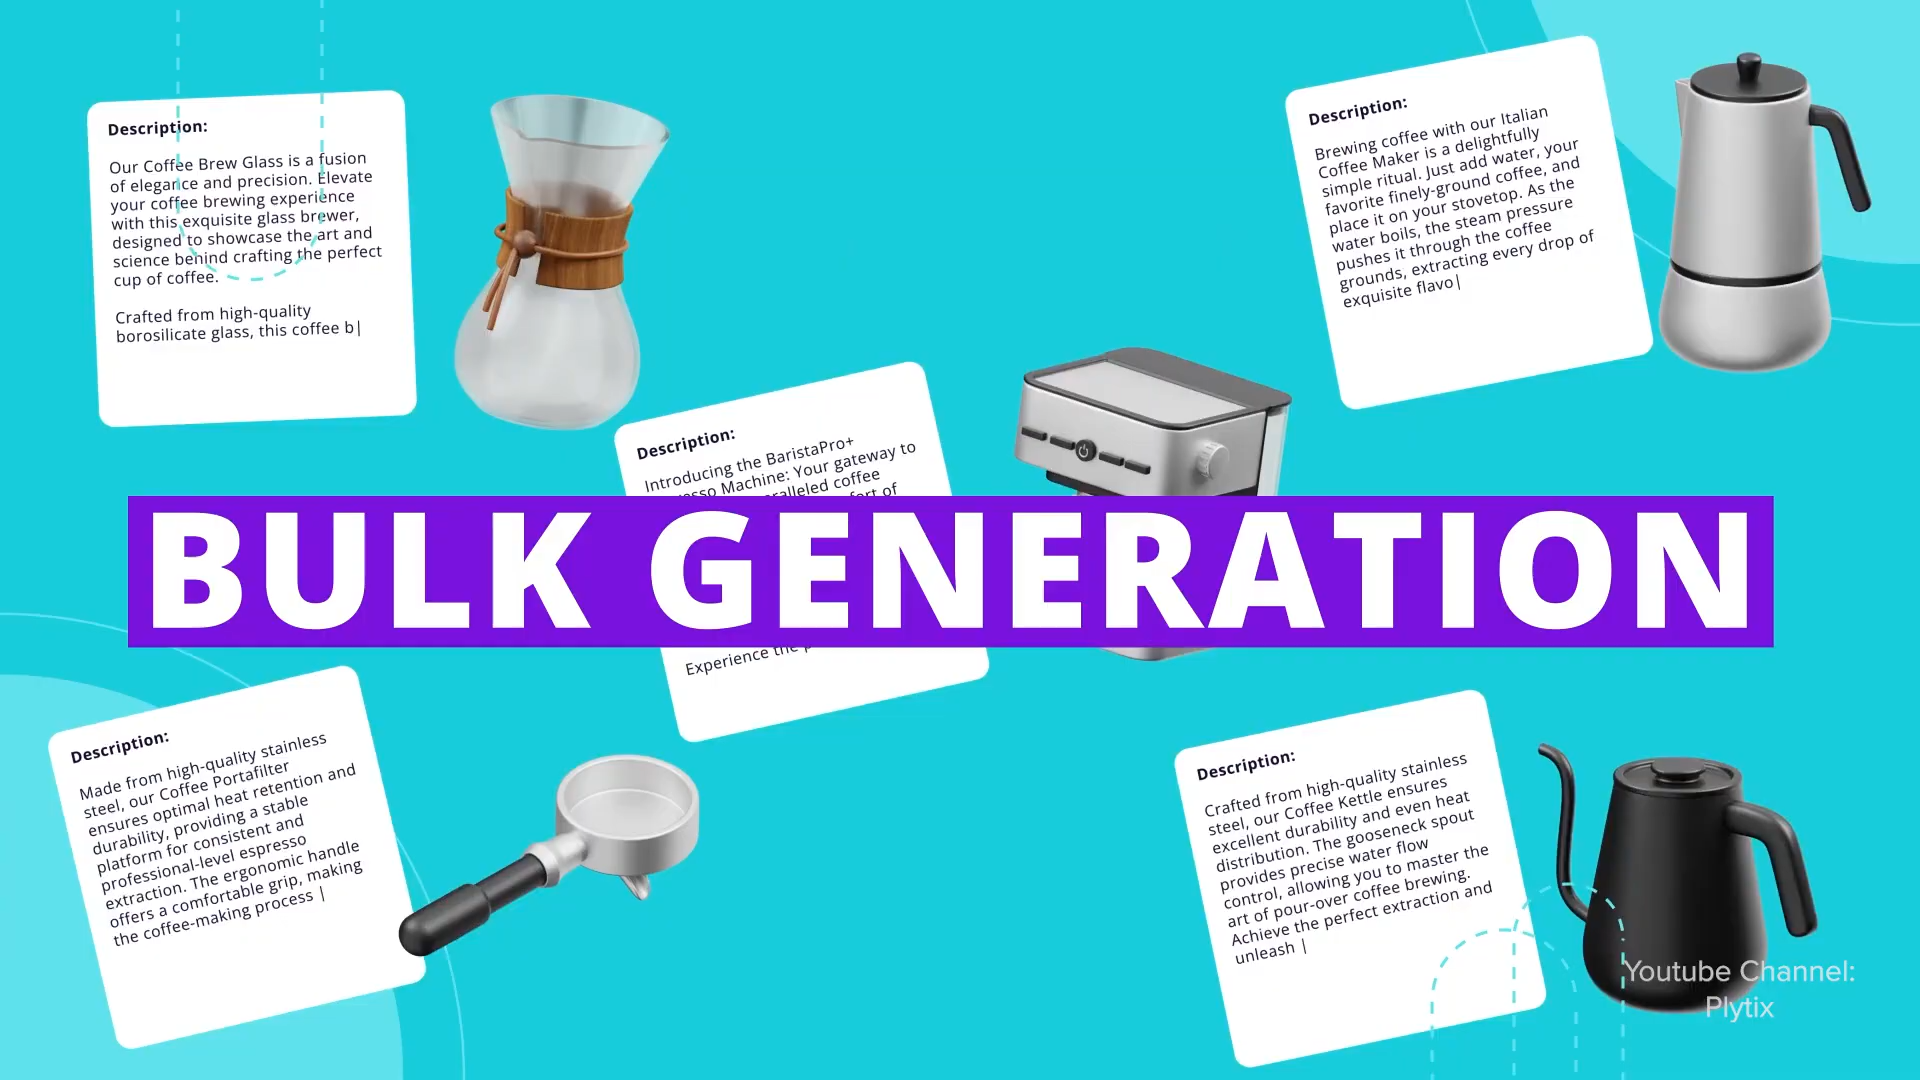 Description:
Our Coffee Brew Glass is a fusion
of elegance and precision. Elevate
your coffee brewing experience
with this exquisite glass brewer,
designed to showcase the art and
science behind crafting the perfect
cup of coffee.
Crafted from high-quality
borosilicate glass, this coffee b|
Description:
Brewing coffee with our Italian
Coffee Maker is a delightfully
simple ritual. Just add water, your
favorite finely-ground coffee, and
place it on your stovetop. As the
water boils, the steam pressure
pushes it through the coffee
grounds, extracting every drop of
exquisite flavo|
Description:
Introducing the BaristaPro+
Machine: Your gateway to
coffee
of
BULK GENERATION
Experience the
Description:
Made from high-quality stainless
steel, our Coffee Portafilter
ensures optimal heat retention and
durability, providing a stable
platform for consistent and
professional-level espresso
extraction. The ergonomic handle
offers a comfortable grip, making
the coffee-making process |
Description:
Crafted from high-quality stainless
steel, our Coffee Kettle ensures
excellent durability and even heat
distribution. The gooseneck spout
provides precise water flow
control, allowing you to master the
art of pour-over coffee brewing.
Achieve the perfect extraction and
unleash |
Youtube Channel:
Plytix